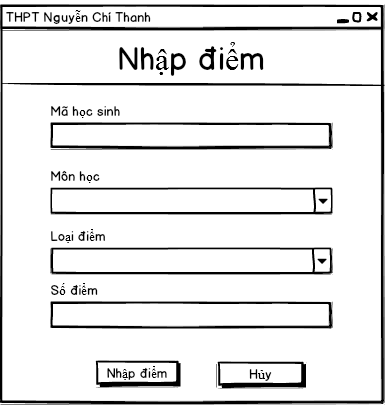 THPT Nguyễn Chí Thanh
Nhập điểm
Mã học sinh
Môn học
Loại điểm
Số điểm
Nhập điểm
Hủy